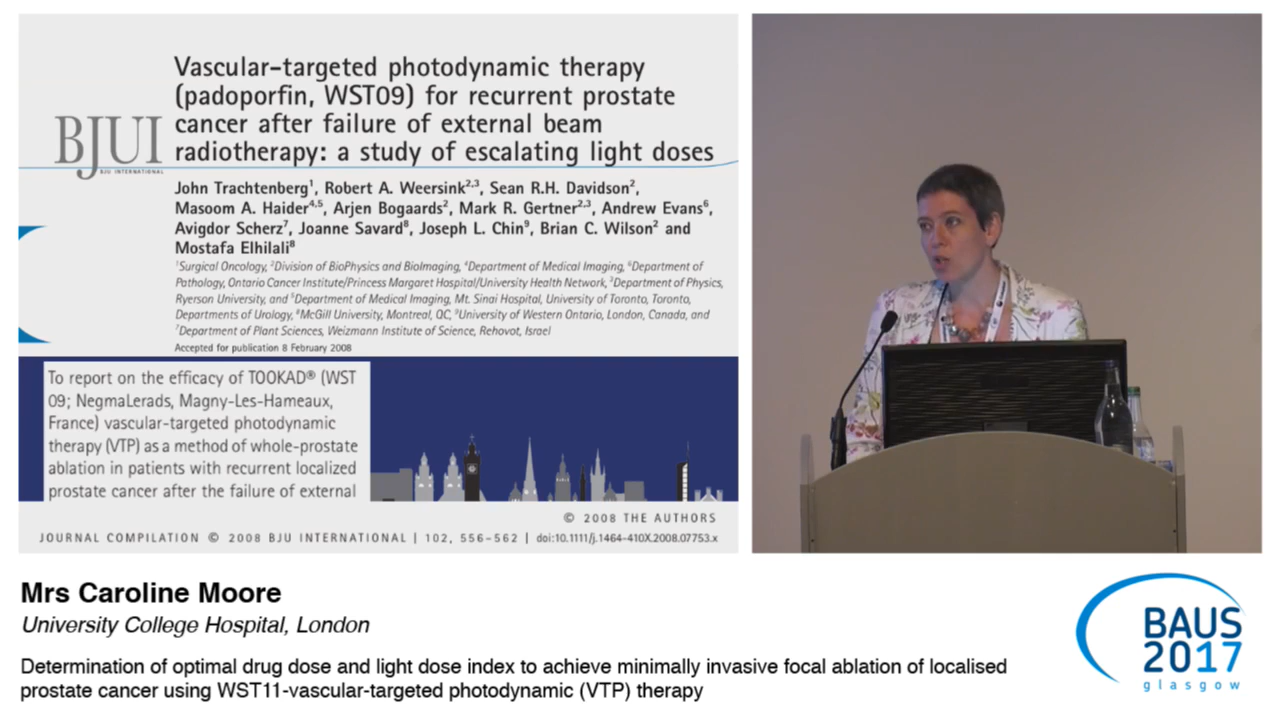 Vascular-targeted photodynamic therapy
(padoporfin, WST09) for recurrent prostate
cancer after failure of external beam
radiotherapy: a study of escalating light doses
BJUI
BJU INTERNATIONAL
John Trachtenberg¹, Robert A. Weersink²,³, Sean R.H. Davidson²,
Masoom A. Haider⁴,⁵, Arjen Bogaards², Mark R. Gertner²,³, Andrew Evans⁶,
Avigdor Scherz⁷, Joanne Savard⁸, Joseph L. Chin⁹, Brian C. Wilson² and
Mostafa Elhilali⁸
¹Surgical Oncology, ²Division of BioPhysics and BioImaging, ⁴Department of Medical Imaging, ⁶Department of
Pathology, Ontario Cancer Institute/Princess Margaret Hospital/University Health Network, ³Department of Physics,
Ryerson University, and ⁵Department of Medical Imaging, Mt. Sinai Hospital, University of Toronto, Toronto,
Departments of Urology, ⁸McGill University, Montreal, QC, ⁹University of Western Ontario, London, Canada, and
⁷Department of Plant Sciences, Weizmann Institute of Science, Rehovot, Israel
Accepted for publication 8 February 2008
To report on the efficacy of TOOKAD® (WST
09; NegmaLerads, Magny-Les-Hameaux,
France) vascular-targeted photodynamic
therapy (VTP) as a method of whole-prostate
ablation in patients with recurrent localized
prostate cancer after the failure of external
© 2008 THE AUTHORS
JOURNAL COMPILATION © 2008 BJU INTERNATIONAL | 102, 556–562 | doi:10.1111/j.1464-410X.2008.07753.x
Mrs Caroline Moore
University College Hospital, London
Determination of optimal drug dose and light dose index to achieve minimally invasive focal ablation of localised
prostate cancer using WST11-vascular-targeted photodynamic (VTP) therapy
BAUS
2017
glasgow